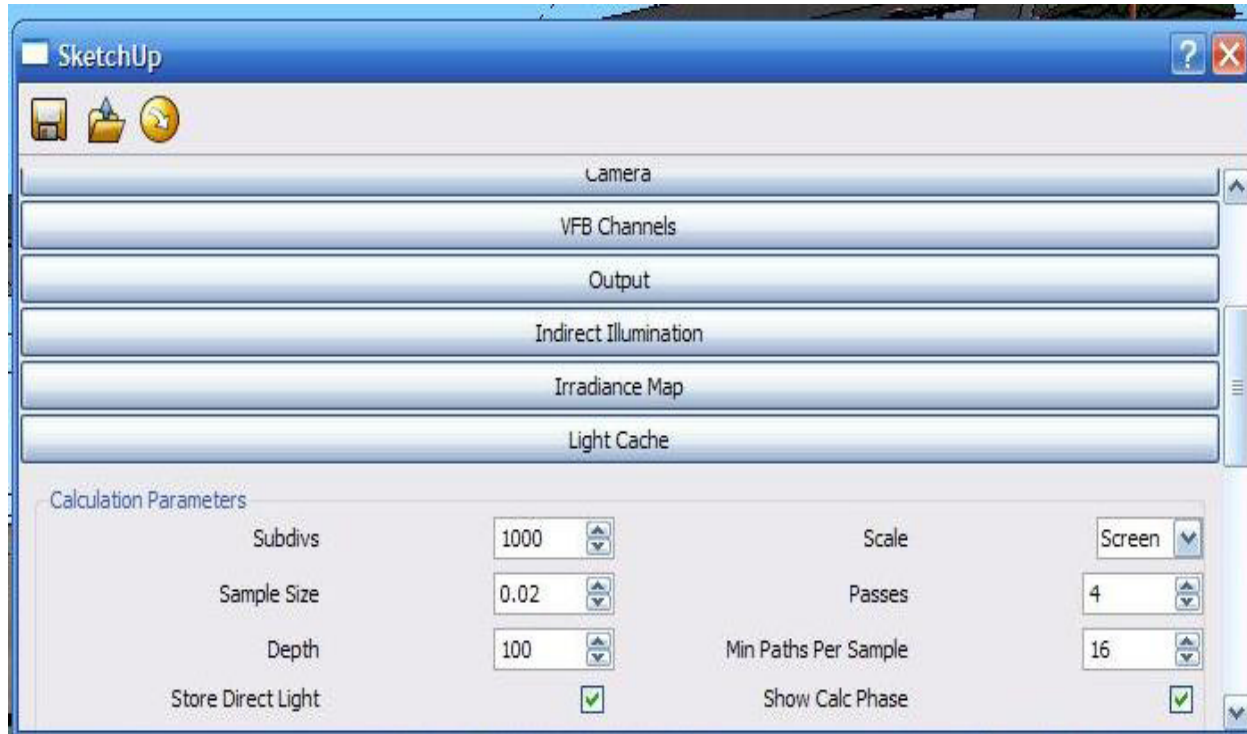 SketchUp
Camera
VFB Channels
Output
Indirect Illumination
Irradiance Map
Light Cache
Calculation Parameters
Subdivs 1000 Scale Screen
Sample Size 0.02 Passes 4
Depth 100 Min Paths Per Sample 16
Store Direct Light Show Calc Phase